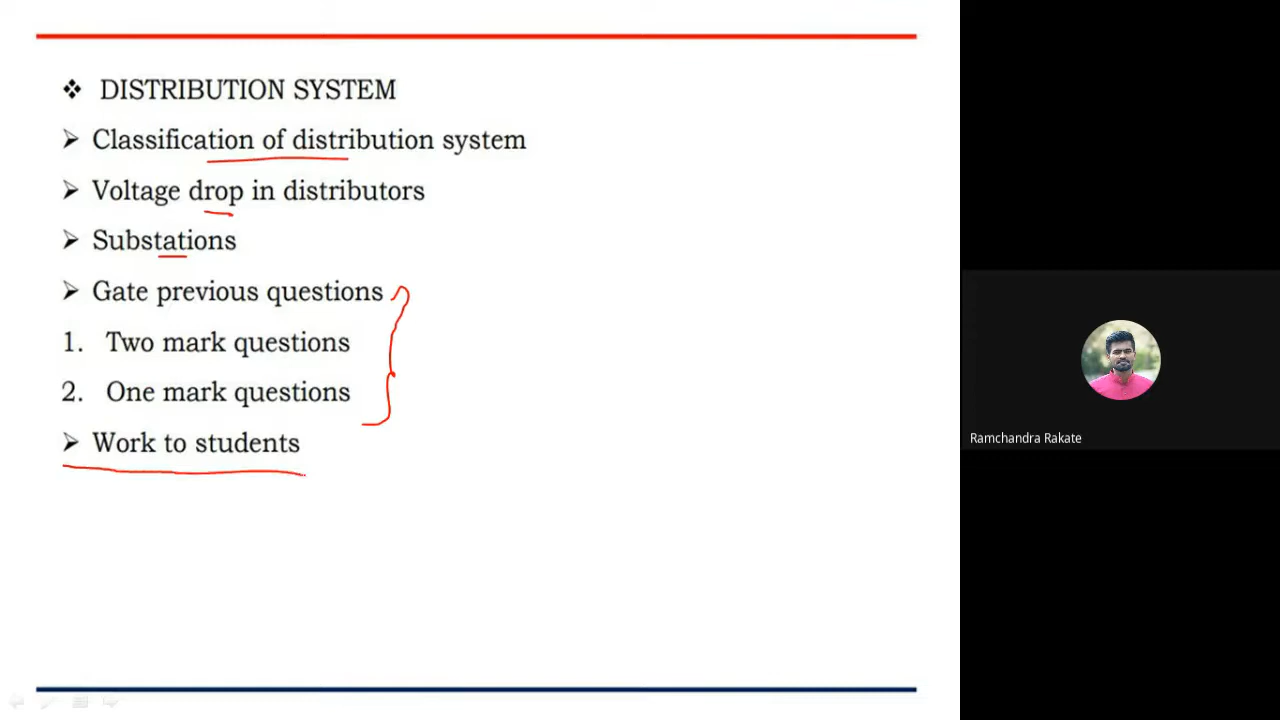 ❖ DISTRIBUTION SYSTEM
➢ Classification of distribution system
➢ Voltage drop in distributors
➢ Substations
➢ Gate previous questions
1. Two mark questions
2. One mark questions
➢ Work to students
Ramchandra Rakate